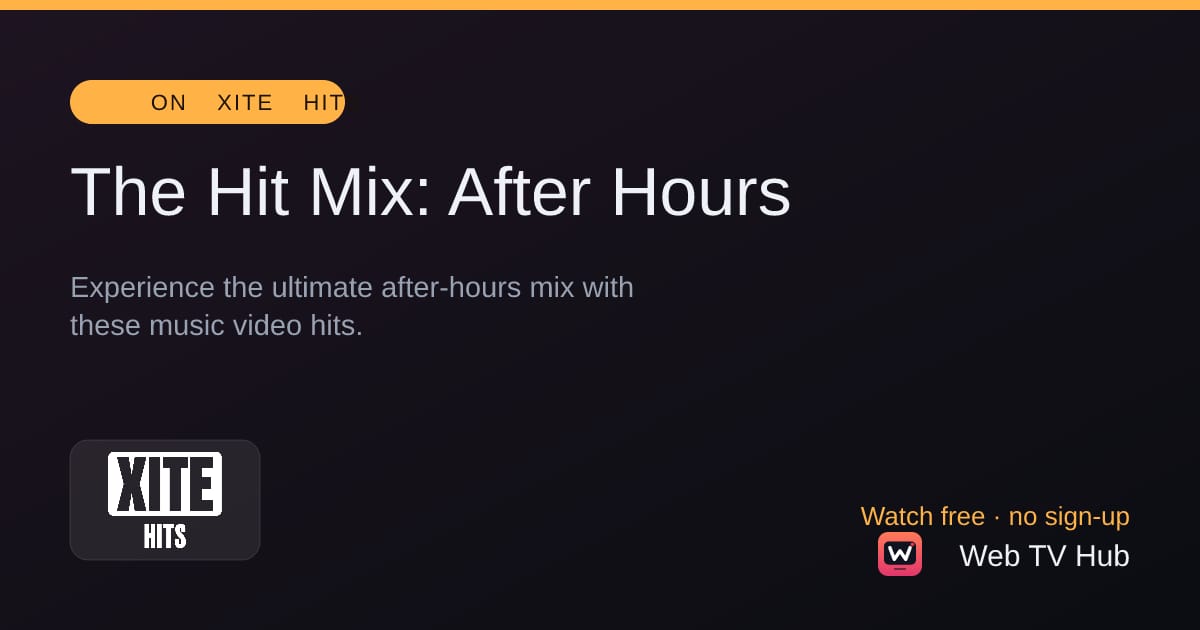 ON XITE HIT
The Hit Mix: After Hours
Experience the ultimate after-hours mix with
these music video hits.
XITE
HITS
Watch free · no sign-up
W
Web TV Hub